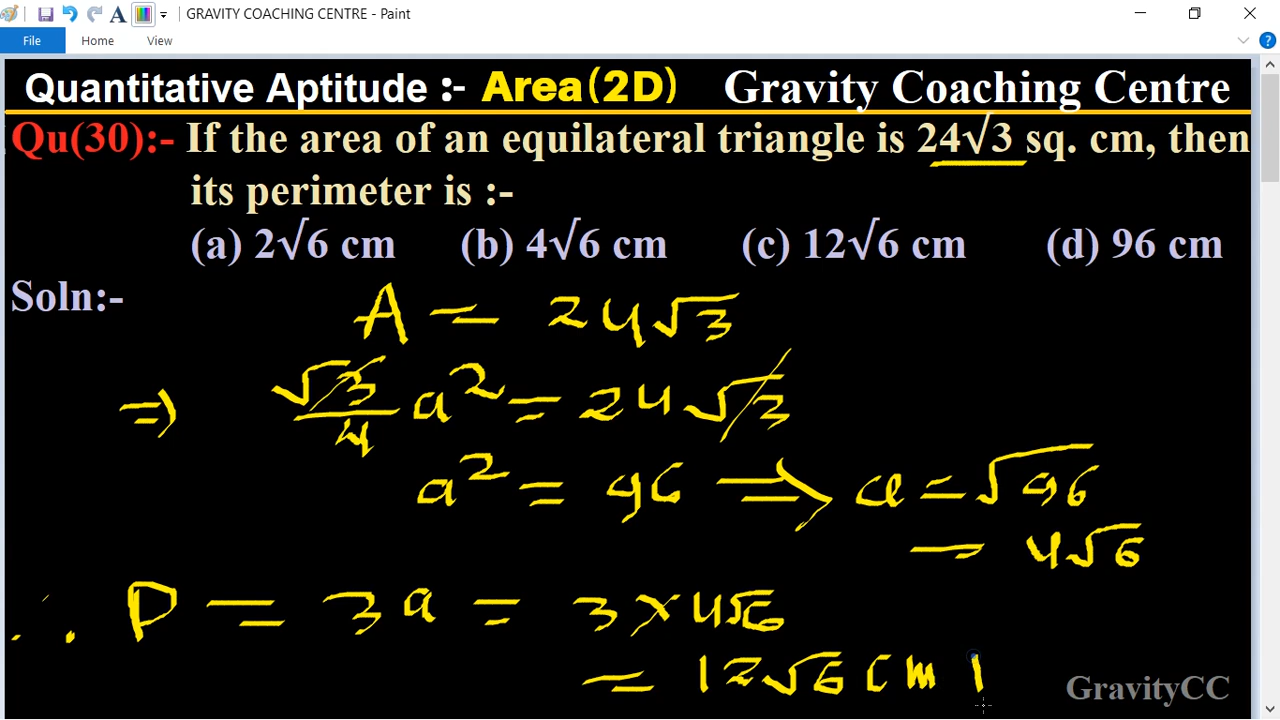 GRAVITY COACHING CENTRE - Paint
File Home View
Quantitative Aptitude :- Area(2D) Gravity Coaching Centre
Qu(30):- If the area of an equilateral triangle is 24√3 sq. cm, then
its perimeter is :-
(a) 2√6 cm (b) 4√6 cm (c) 12√6 cm (d) 96 cm
Soln:-
A = 24√3
⇒ √3/4 a² = 24√3
a² = 96 ⇒ a = √96
= 4√6
∴ P = 3a = 3×4√6
= 12√6 cm
GravityCC